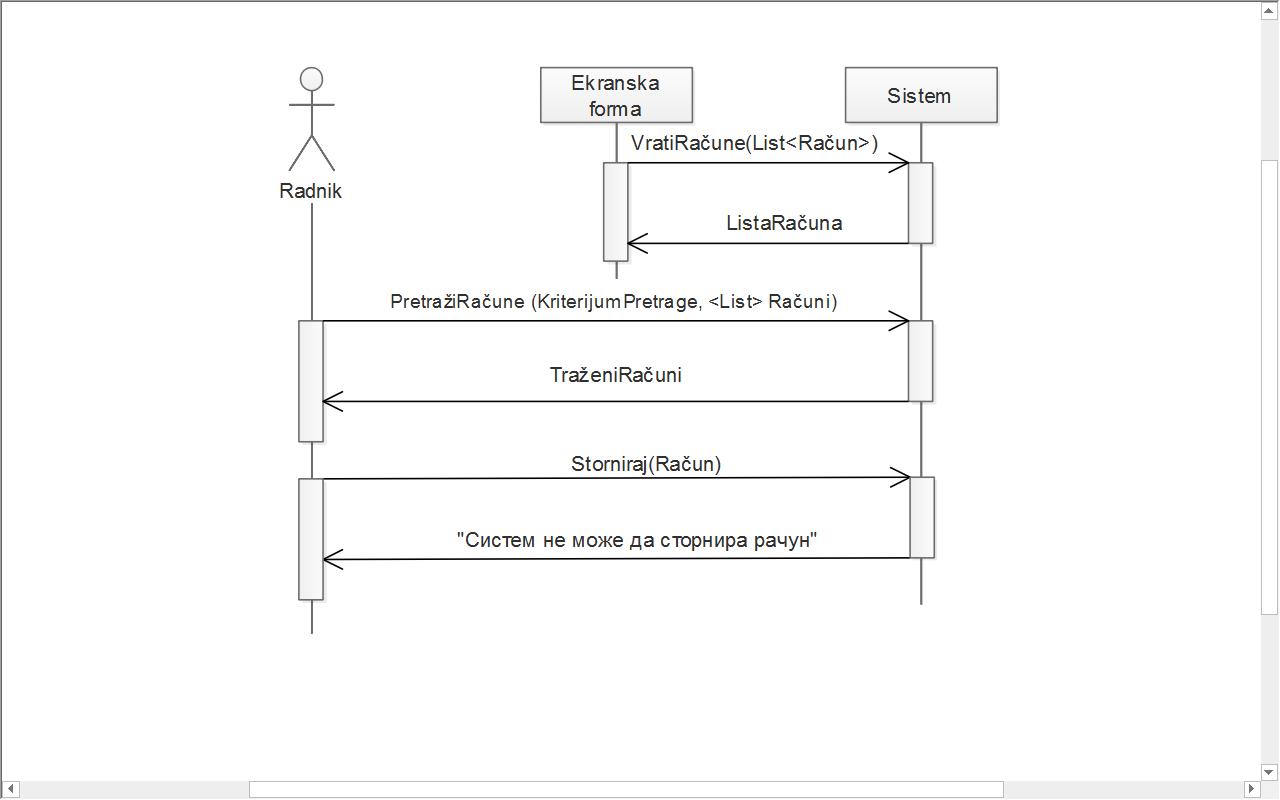 Ekranska
forma
Sistem
VratiRačune(List<Račun>)
Radnik
ListaRačuna
PretražiRačune (KriterijumPretrage, <List> Računi)
TraženiRačuni
Storniraj(Račun)
"Систем не може да сторнира рачун"